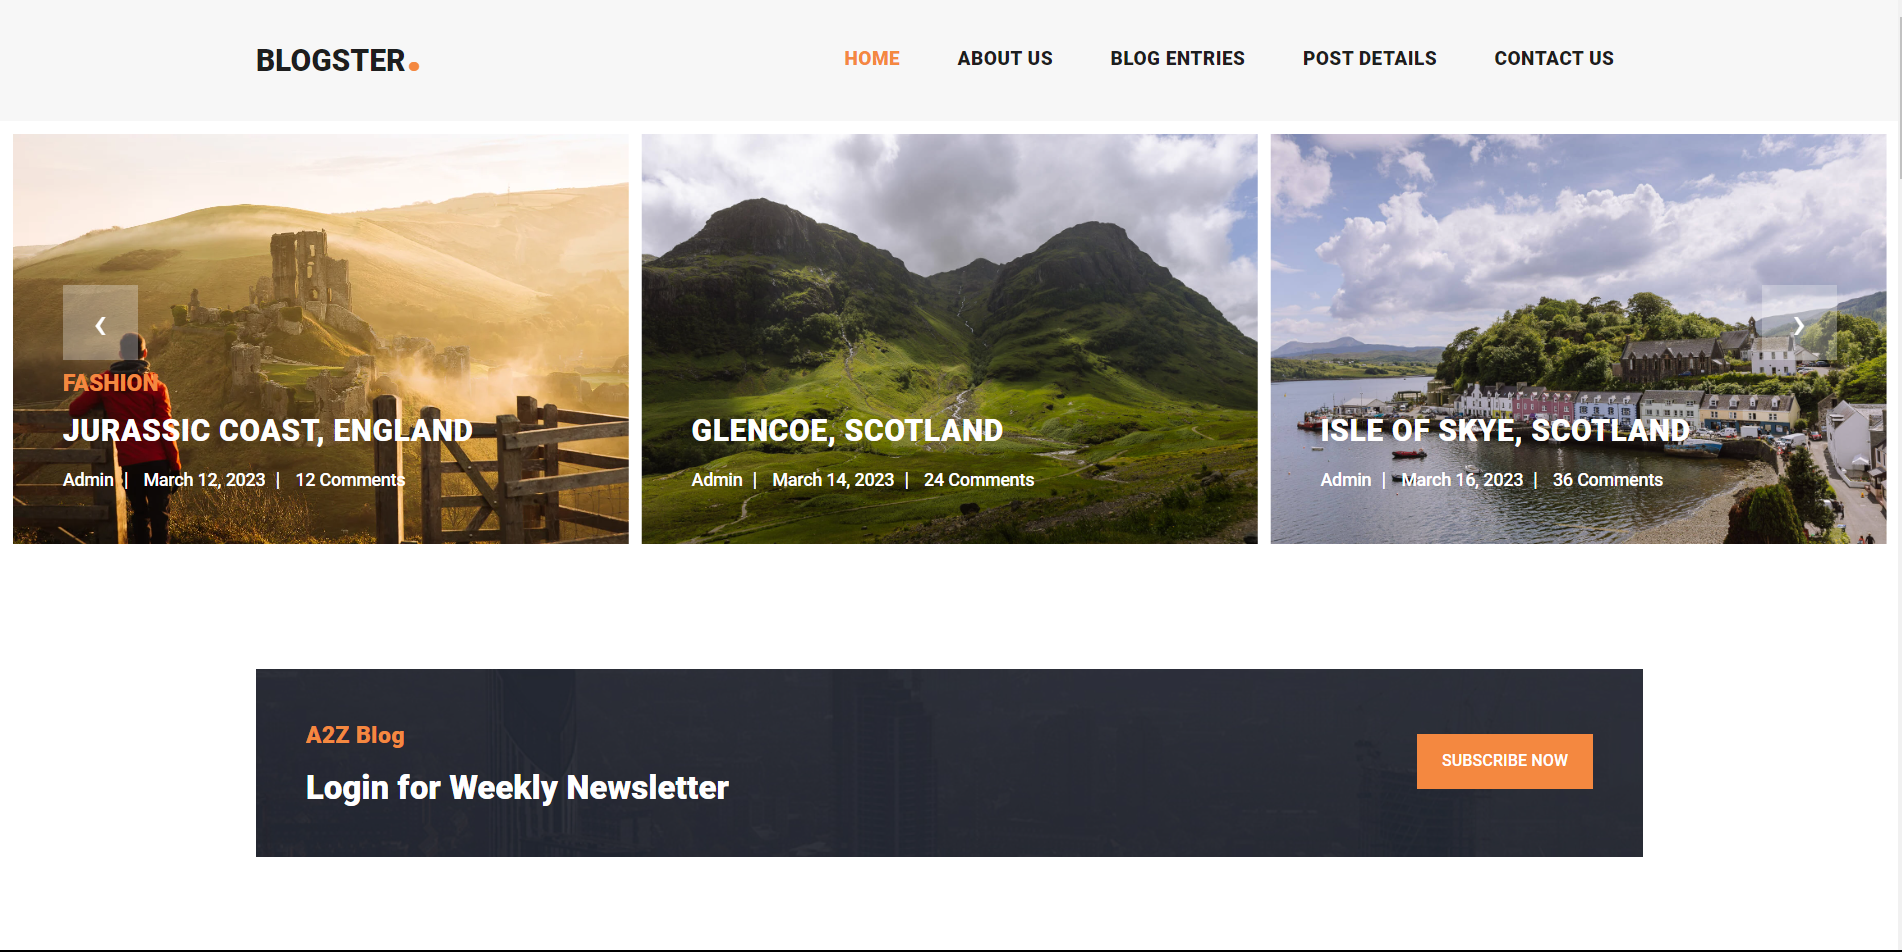 BLOGSTER.
HOME ABOUT US BLOG ENTRIES POST DETAILS CONTACT US
FASHION
JURASSIC COAST, ENGLAND
Admin | March 12, 2023 | 12 Comments
GLENCOE, SCOTLAND
Admin | March 14, 2023 | 24 Comments
ISLE OF SKYE, SCOTLAND
Admin | March 16, 2023 | 36 Comments
A2Z Blog
Login for Weekly Newsletter
SUBSCRIBE NOW